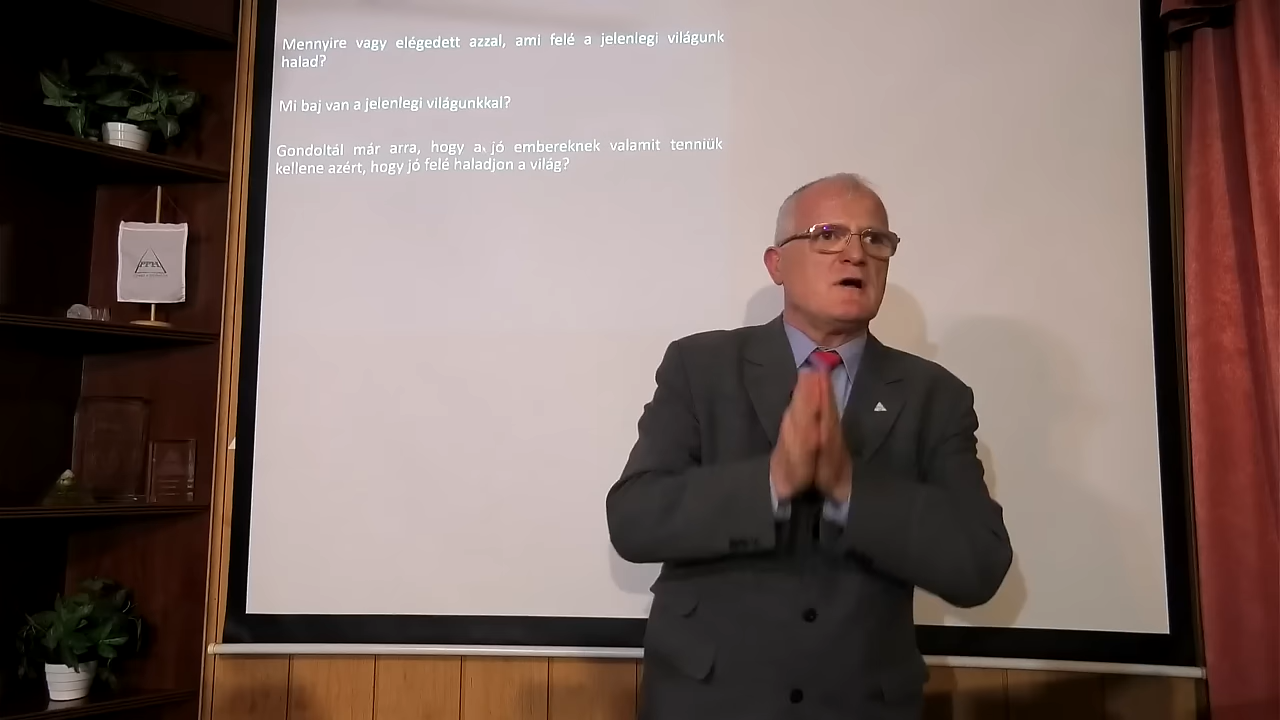 Mennyire vagy elégedett azzal, ami felé a jelenlegi világunk
halad?
Mi baj van a jelenlegi világunkkal?
Gondoltál már arra, hogy a jó embereknek valamit tenniük
kellene azért, hogy jó felé haladjon a világ?